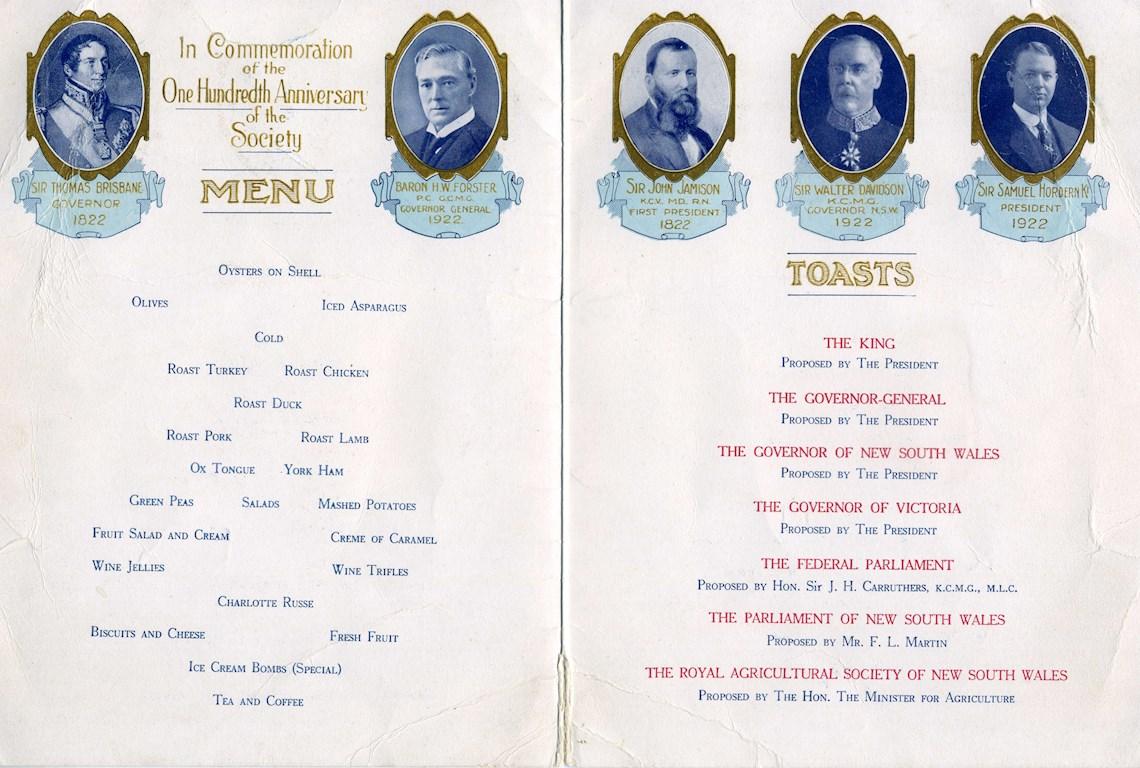 In Commemoration
of the
One Hundredth Anniversary
of the
Society
MENU
SIR THOMAS BRISBANE
GOVERNOR
1822
BARON H.W. FORSTER
P.C. G.C.M.G.
GOVERNOR GENERAL
1922
OYSTERS ON SHELL
OLIVES ICED ASPARAGUS
COLD
ROAST TURKEY ROAST CHICKEN
ROAST DUCK
ROAST PORK ROAST LAMB
OX TONGUE YORK HAM
GREEN PEAS SALADS MASHED POTATOES
FRUIT SALAD AND CREAM CREME OF CARAMEL
WINE JELLIES WINE TRIFLES
CHARLOTTE RUSSE
BISCUITS AND CHEESE FRESH FRUIT
ICE CREAM BOMBS (SPECIAL)
TEA AND COFFEE
SIR JOHN JAMISON
K.C.V. M.D. R.N.
FIRST PRESIDENT
1822
SIR WALTER DAVIDSON
K.C.M.G.
GOVERNOR N.S.W.
1922
SIR SAMUEL HORDERN Kt
PRESIDENT
1922
TOASTS
THE KING
PROPOSED BY THE PRESIDENT
THE GOVERNOR-GENERAL
PROPOSED BY THE PRESIDENT
THE GOVERNOR OF NEW SOUTH WALES
PROPOSED BY THE PRESIDENT
THE GOVERNOR OF VICTORIA
PROPOSED BY THE PRESIDENT
THE FEDERAL PARLIAMENT
PROPOSED BY HON. SIR J. H. CARRUTHERS, K.C.M.G., M.L.C.
THE PARLIAMENT OF NEW SOUTH WALES
PROPOSED BY MR. F. L. MARTIN
THE ROYAL AGRICULTURAL SOCIETY OF NEW SOUTH WALES
PROPOSED BY THE HON. THE MINISTER FOR AGRICULTURE